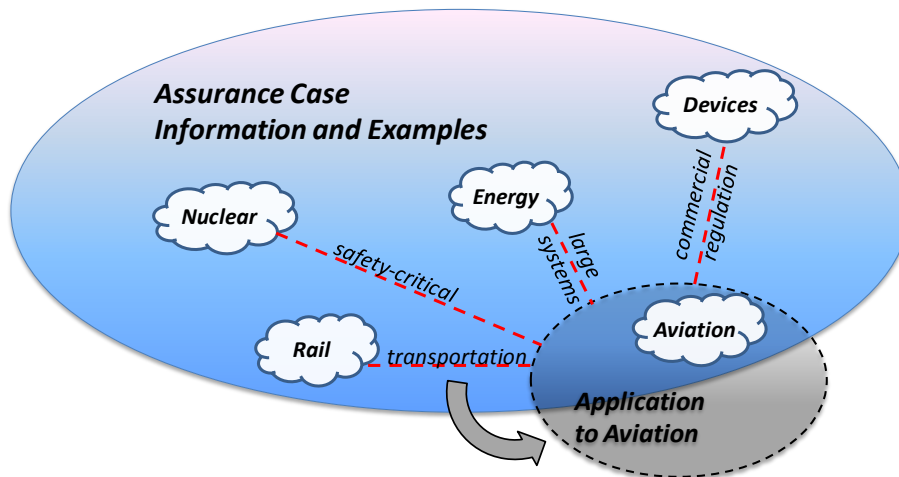 Assurance Case
Information and Examples
Devices
Nuclear
Energy
commercial
regulation
safety-critical
large
systems
Rail
transportation
Aviation
Application
to Aviation